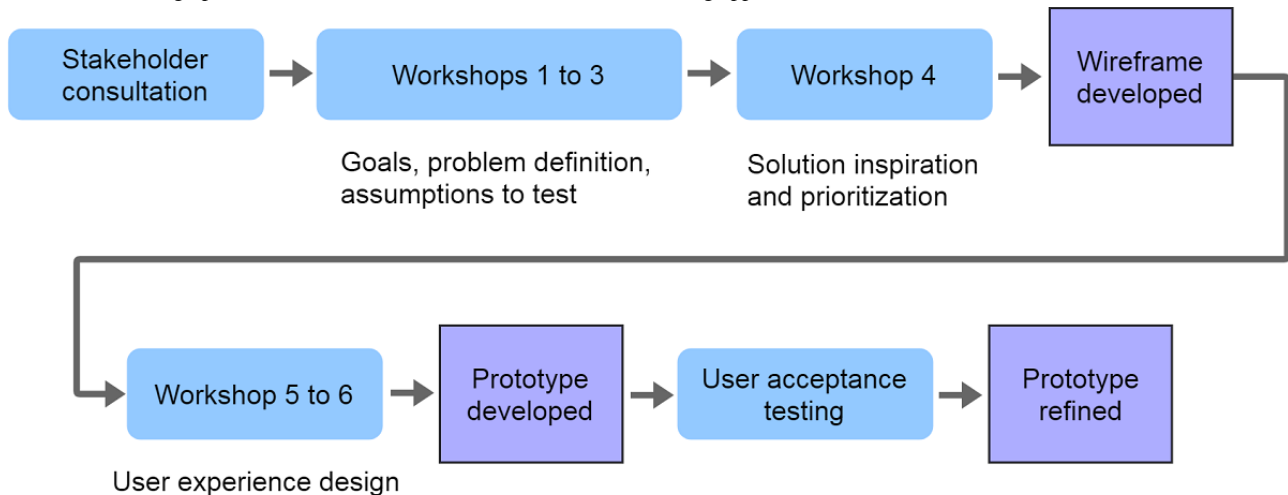 Stakeholder
consultation
Workshops 1 to 3
Workshop 4
Wireframe
developed
Goals, problem definition,
assumptions to test
Solution inspiration
and prioritization
Workshop 5 to 6
Prototype
developed
User acceptance
testing
Prototype
refined
User experience design